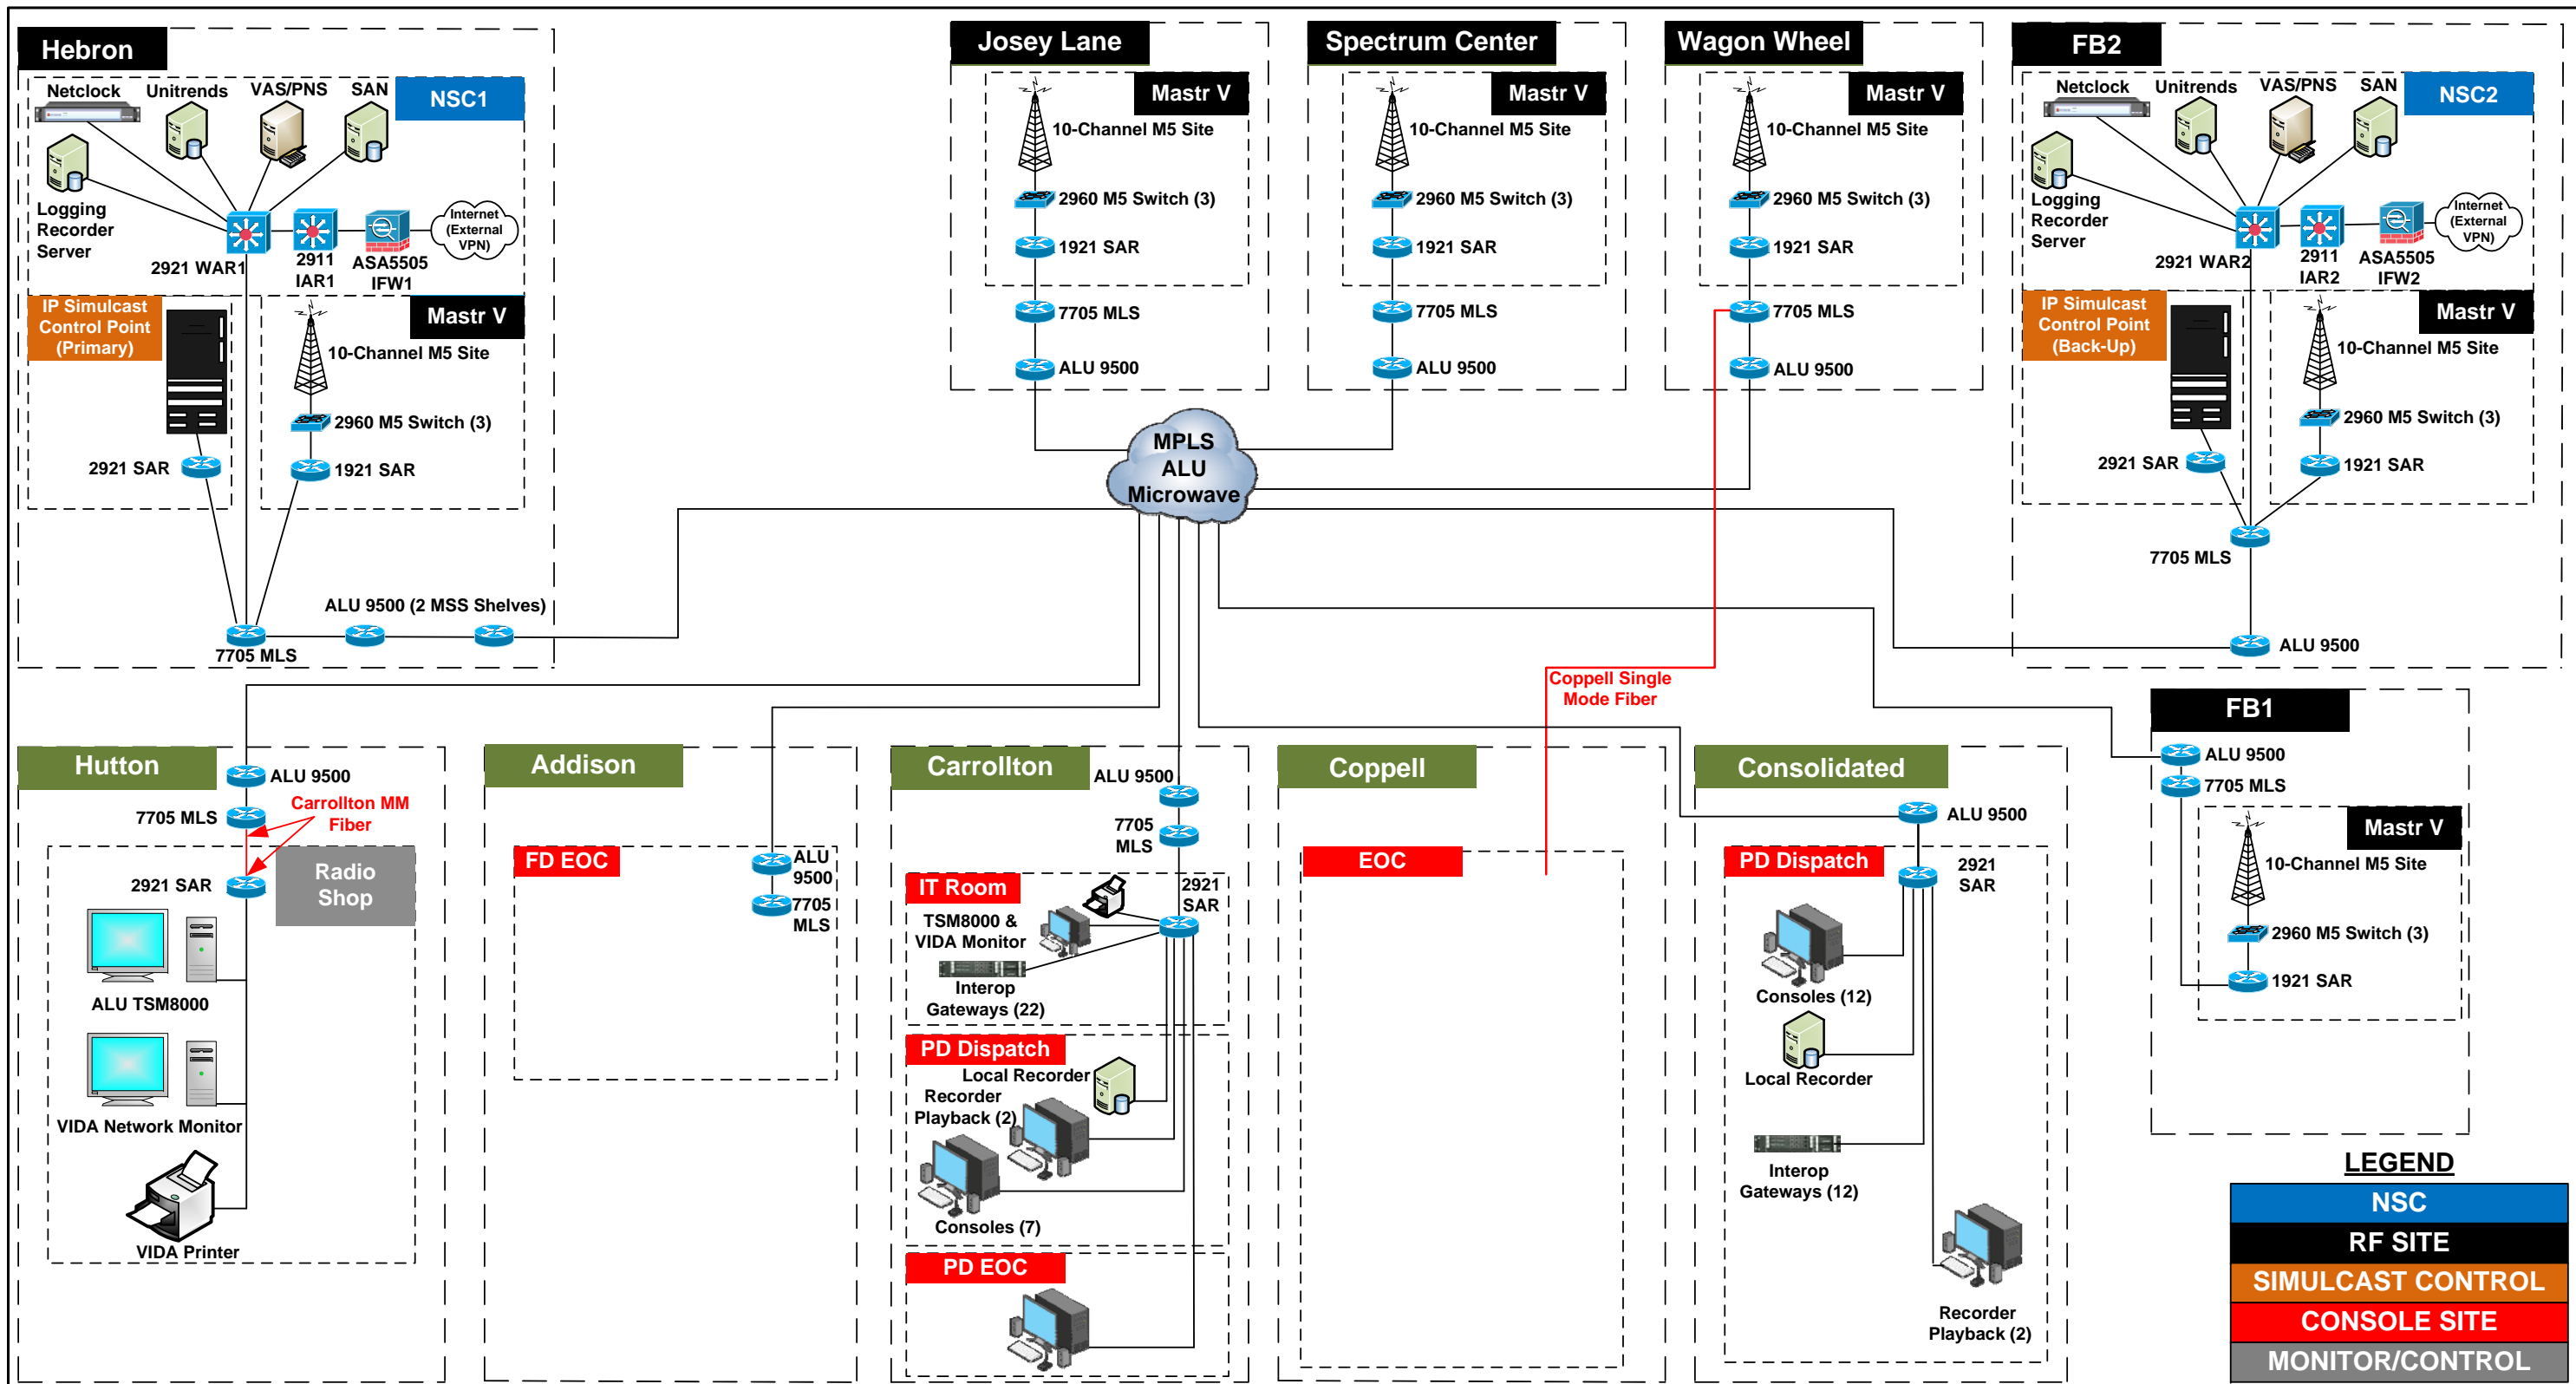 Hebron
NSC1
Netclock
Unitrends
VAS/PNS
SAN
Logging
Recorder
Server
2921 WAR1
2911
IAR1
ASA5505
IFW1
Internet
(External
VPN)
IP Simulcast
Control Point
(Primary)
2921 SAR
Mastr V
10-Channel M5 Site
2960 M5 Switch (3)
1921 SAR
ALU 9500 (2 MSS Shelves)
7705 MLS
Josey Lane
Mastr V
10-Channel M5 Site
2960 M5 Switch (3)
1921 SAR
7705 MLS
ALU 9500
Spectrum Center
Mastr V
10-Channel M5 Site
2960 M5 Switch (3)
1921 SAR
7705 MLS
ALU 9500
Wagon Wheel
Mastr V
10-Channel M5 Site
2960 M5 Switch (3)
1921 SAR
7705 MLS
ALU 9500
FB2
NSC2
Netclock
Unitrends
VAS/PNS
SAN
Logging
Recorder
Server
2921 WAR2
2911
IAR2
ASA5505
IFW2
Internet
(External
VPN)
IP Simulcast
Control Point
(Back-Up)
2921 SAR
Mastr V
10-Channel M5 Site
2960 M5 Switch (3)
1921 SAR
7705 MLS
ALU 9500
MPLS
ALU
Microwave
Coppell Single
Mode Fiber
Hutton
ALU 9500
7705 MLS
Carrollton MM
Fiber
2921 SAR
Radio
Shop
ALU TSM8000
VIDA Network Monitor
VIDA Printer
Addison
FD EOC
ALU
9500
7705
MLS
Carrollton
ALU 9500
7705
MLS
IT Room
2921
SAR
TSM8000 &
VIDA Monitor
Interop
Gateways (22)
PD Dispatch
Local Recorder
Recorder
Playback (2)
Consoles (7)
PD EOC
Coppell
EOC
Consolidated
ALU 9500
PD Dispatch
2921
SAR
Consoles (12)
Local Recorder
Interop
Gateways (12)
Recorder
Playback (2)
FB1
ALU 9500
7705 MLS
Mastr V
10-Channel M5 Site
2960 M5 Switch (3)
1921 SAR
LEGEND
NSC
RF SITE
SIMULCAST CONTROL
CONSOLE SITE
MONITOR/CONTROL